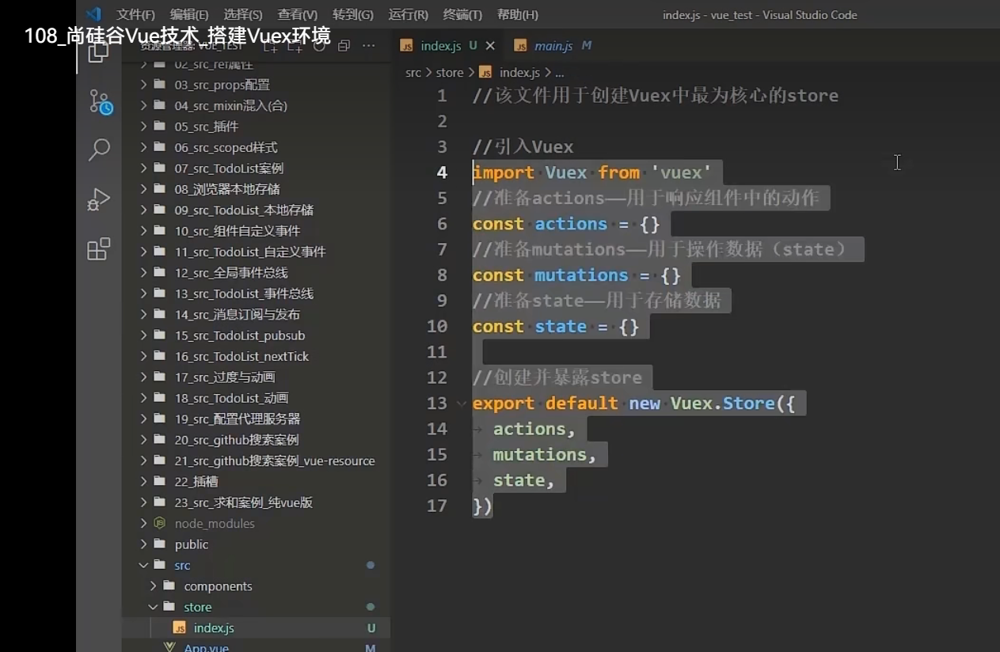 文件(F) 编辑(E) 选择(S) 查看(V) 转到(G) 运行(R) 终端(T) 帮助(H) index.js - vue_test - Visual Studio Code
108_尚硅谷Vue技术_搭建Vuex环境
资源管理器: VUE_TEST
index.js U
main.js M
src > store > index.js > ...
02_src_ref属性
03_src_props配置
04_src_mixin混入(合)
05_src_插件
06_src_scoped样式
07_src_TodoList案例
08_浏览器本地存储
09_src_TodoList_本地存储
10_src_组件自定义事件
11_src_TodoList_自定义事件
12_src_全局事件总线
13_src_TodoList_事件总线
14_src_消息订阅与发布
15_src_TodoList_pubsub
16_src_TodoList_nextTick
17_src_过度与动画
18_src_TodoList_动画
19_src_配置代理服务器
20_src_github搜索案例
21_src_github搜索案例_vue-resource
22_插槽
23_src_求和案例_纯vue版
node_modules
public
src
components
store
index.js U
App.vue M
1 //该文件用于创建Vuex中最为核心的store
2
3 //引入Vuex
4 import Vuex from 'vuex'
5 //准备actions——用于响应组件中的动作
6 const actions = {}
7 //准备mutations——用于操作数据（state）
8 const mutations = {}
9 //准备state——用于存储数据
10 const state = {}
11
12 //创建并暴露store
13 export default new Vuex.Store({
14 actions,
15 mutations,
16 state,
17 })